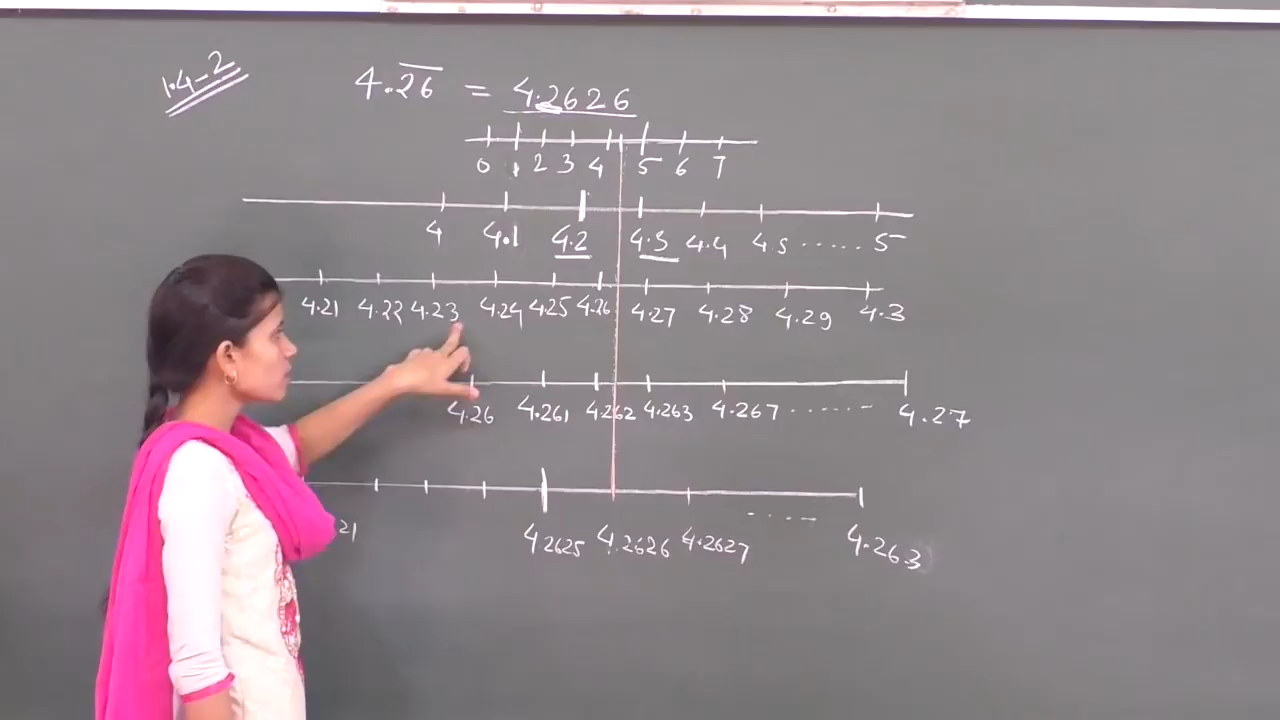 1.4-2
4.2̅6̅ = 4.2626
0 1 2 3 4 5 6 7
4 4.1 4.2 4.3 4.4 4.5 ...... 5
4.21 4.22 4.23 4.24 4.25 4.26 4.27 4.28 4.29 4.3
4.26 4.261 4.262 4.263 4.267 ...... 4.27
21 4.2625 4.2626 4.2627 ..... 4.263